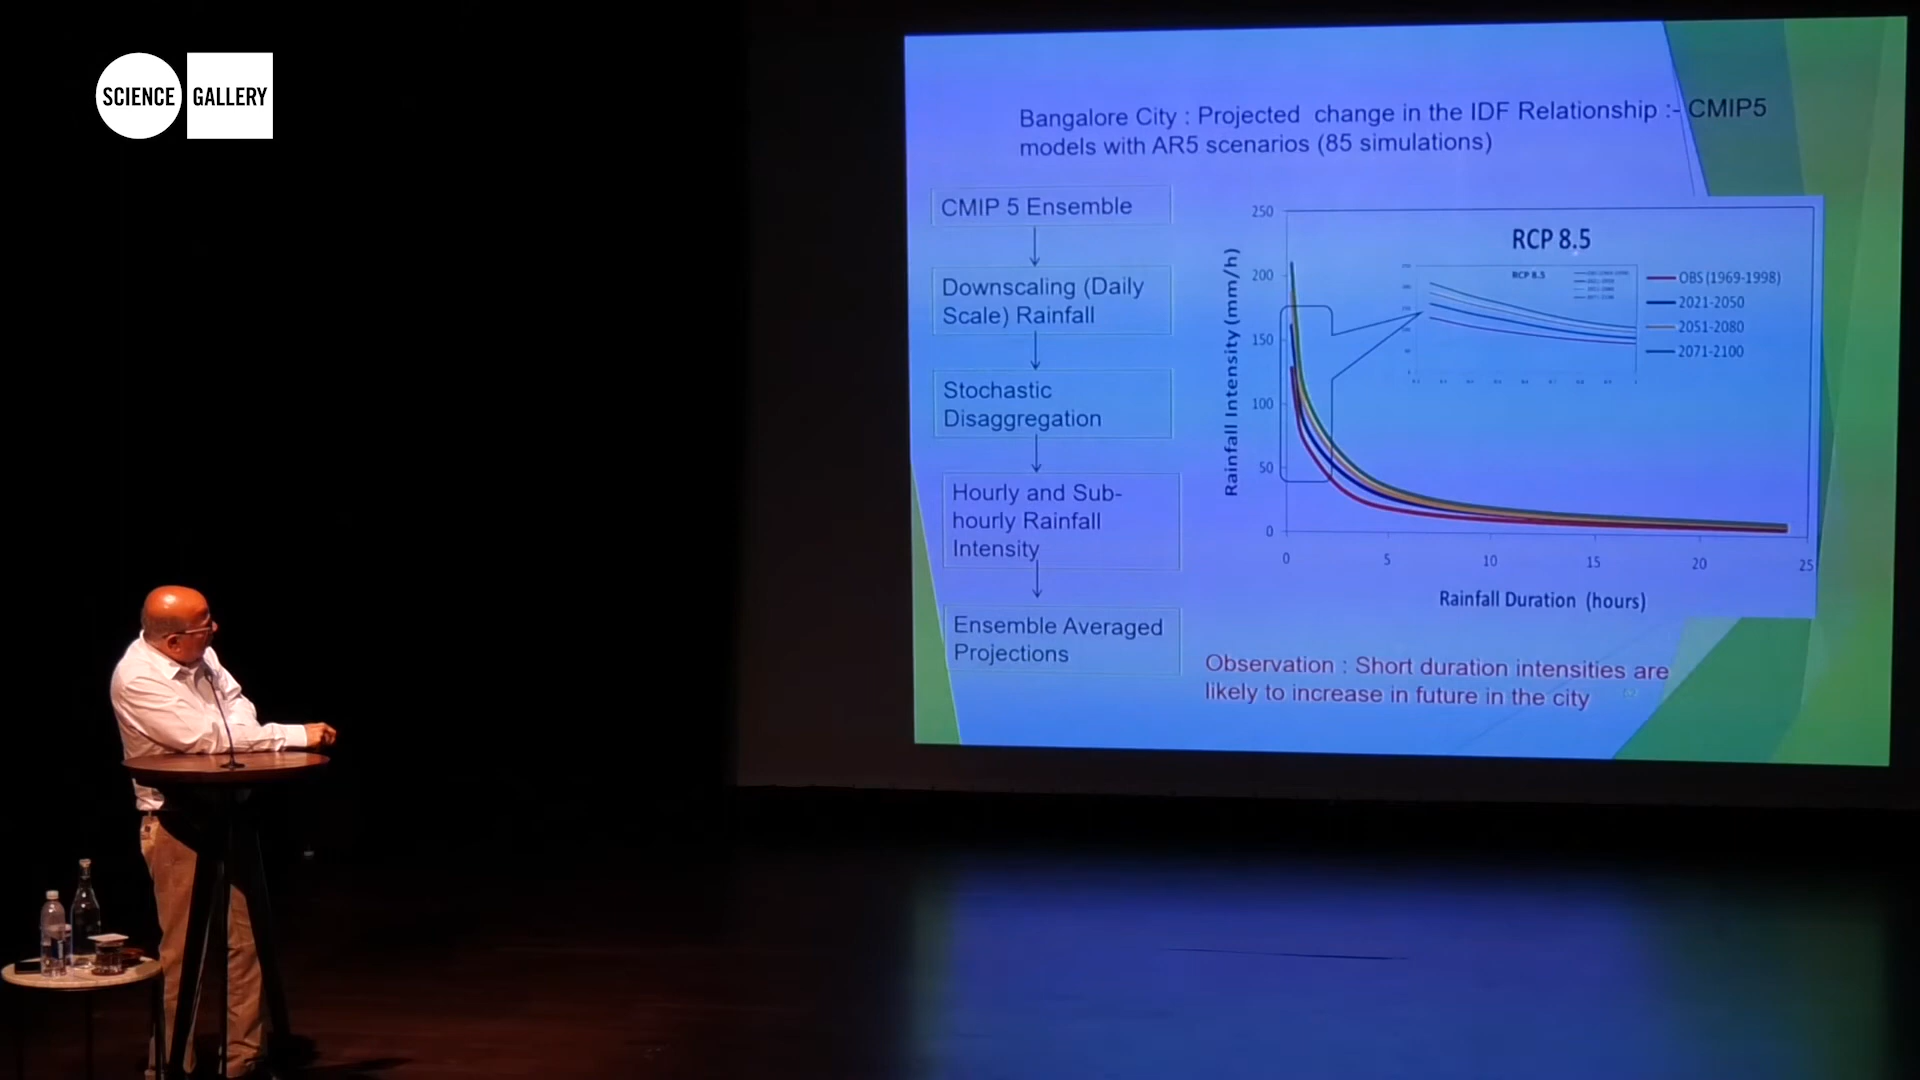 SCIENCE GALLERY
Bangalore City : Projected change in the IDF Relationship :- CMIP5
models with AR5 scenarios (85 simulations)
CMIP 5 Ensemble
Downscaling (Daily
Scale) Rainfall
Stochastic
Disaggregation
Hourly and Sub-
hourly Rainfall
Intensity
Ensemble Averaged
Projections
RCP 8.5
RCP 8.5
OBS (1969-1998)
2021-2050
2051-2080
2071-2100
Rainfall Intensity (mm/h)
250
200
150
100
50
0
0 5 10 15 20 25
Rainfall Duration (hours)
Observation : Short duration intensities are
likely to increase in future in the city